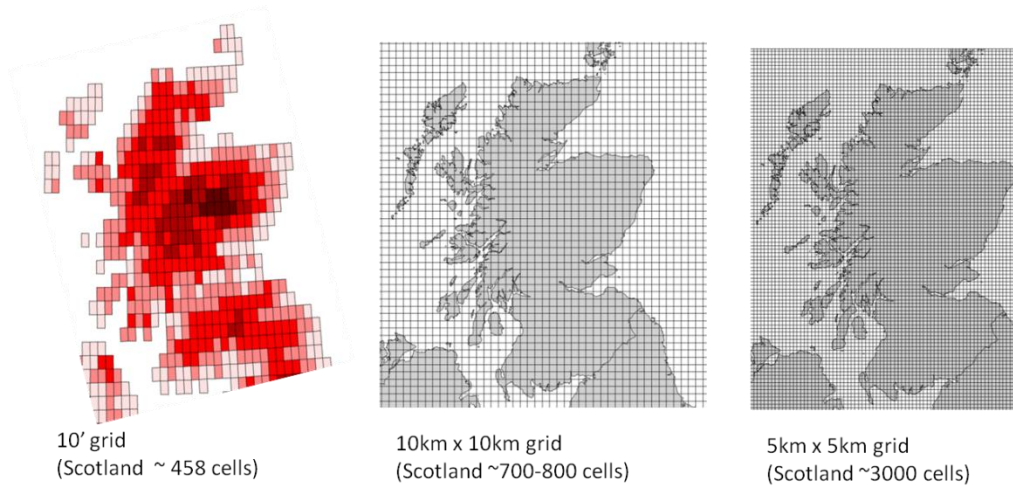 10’ grid
(Scotland ~ 458 cells)
10km x 10km grid
(Scotland ~700-800 cells)
5km x 5km grid
(Scotland ~3000 cells)